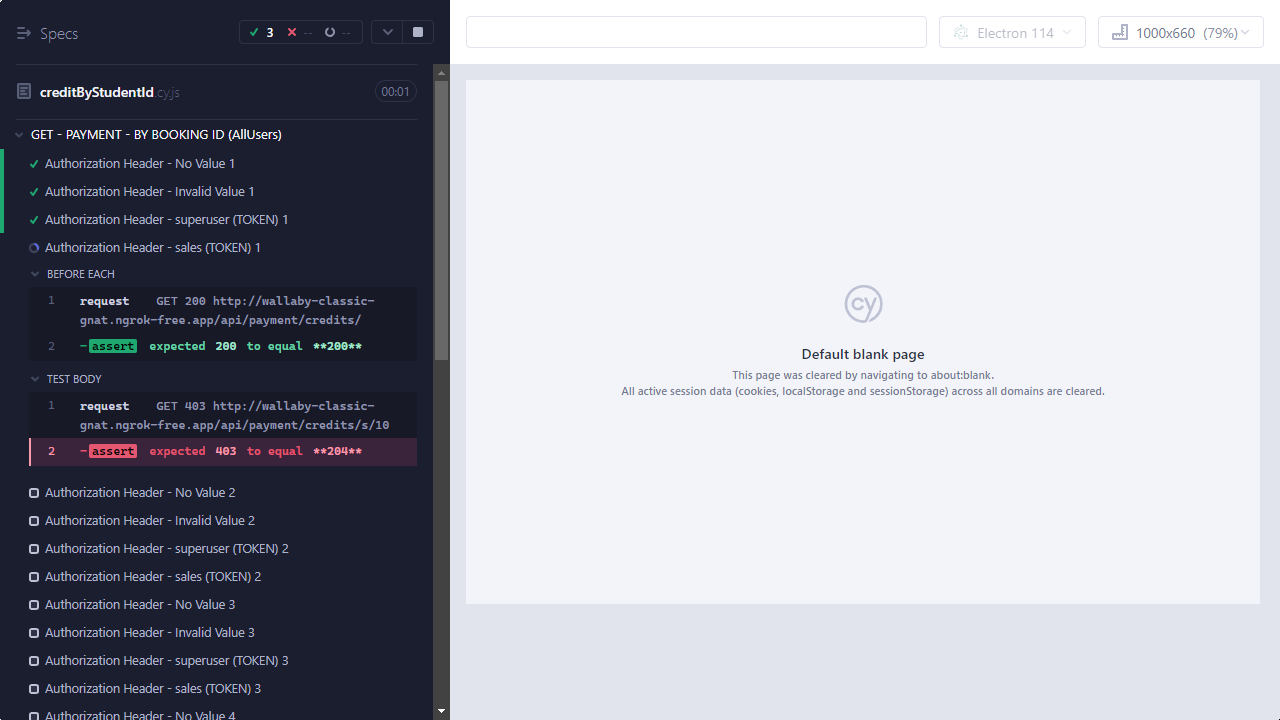 Specs
3
--
--
creditByStudentId.cy.js
00:01
GET - PAYMENT - BY BOOKING ID (AllUsers)
Authorization Header - No Value 1
Authorization Header - Invalid Value 1
Authorization Header - superuser (TOKEN) 1
Authorization Header - sales (TOKEN) 1
BEFORE EACH
1 request GET 200 http://wallaby-classic-
gnat.ngrok-free.app/api/payment/credits/
2 -assert expected 200 to equal **200**
TEST BODY
1 request GET 403 http://wallaby-classic-
gnat.ngrok-free.app/api/payment/credits/s/10
2 -assert expected 403 to equal **204**
Authorization Header - No Value 2
Authorization Header - Invalid Value 2
Authorization Header - superuser (TOKEN) 2
Authorization Header - sales (TOKEN) 2
Authorization Header - No Value 3
Authorization Header - Invalid Value 3
Authorization Header - superuser (TOKEN) 3
Authorization Header - sales (TOKEN) 3
Authorization Header - No Value 4
Electron 114
1000x660 (79%)
cy
Default blank page
This page was cleared by navigating to about:blank.
All active session data (cookies, localStorage and sessionStorage) across all domains are cleared.